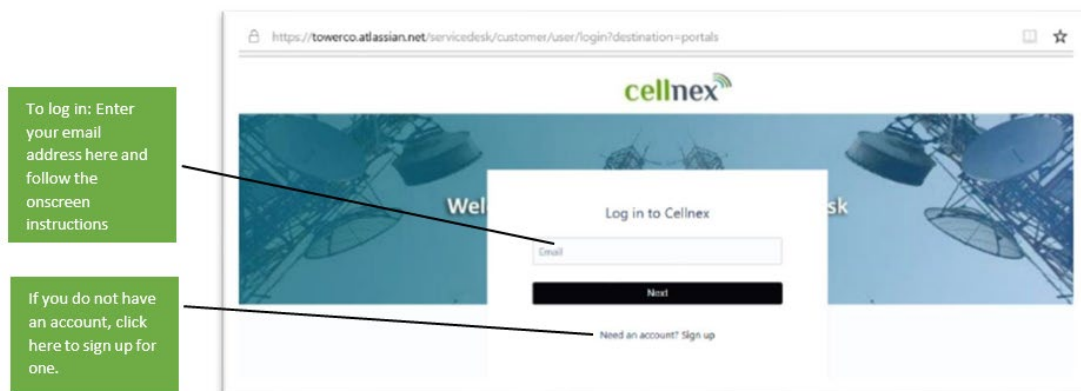 https://towerco.atlassian.net/servicedesk/customer/user/login?destination=portals
cellnex
To log in: Enter
your email
address here and
follow the
onscreen
instructions
Wel
sk
Log in to Cellnex
Email
Next
If you do not have
an account, click
here to sign up for
one.
Need an account? Sign up